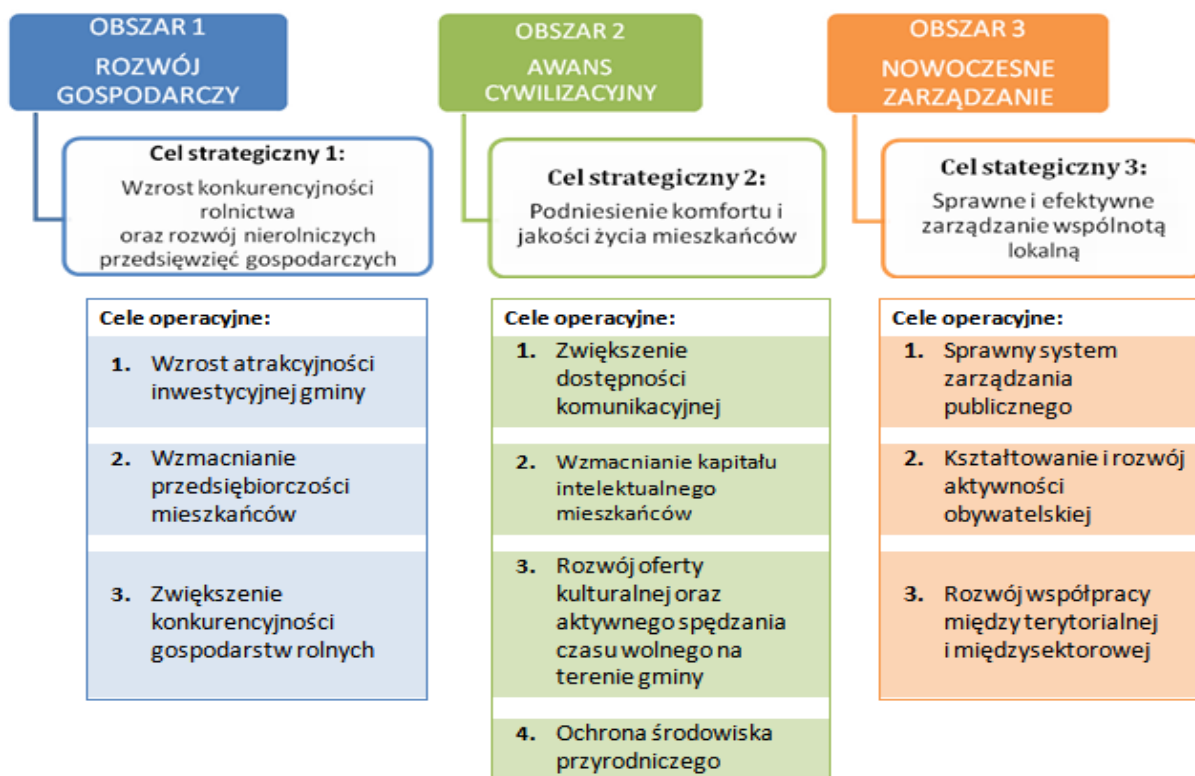 OBSZAR 1
ROZWÓJ
GOSPODARCZY
Cel strategiczny 1:
Wzrost konkurencyjności
rolnictwa
oraz rozwój nierolniczych
przedsięwzięć gospodarczych
Cele operacyjne:
1. Wzrost atrakcyjności
inwestycyjnej gminy
2. Wzmacnianie
przedsiębiorczości
mieszkańców
3. Zwiększenie
konkurencyjności
gospodarstw rolnych
OBSZAR 2
AWANS
CYWILIZACYJNY
Cel strategiczny 2:
Podniesienie komfortu i
jakości życia mieszkańców
Cele operacyjne:
1. Zwiększenie
dostępności
komunikacyjnej
2. Wzmacnianie kapitału
intelektualnego
mieszkańców
3. Rozwój oferty
kulturalnej oraz
aktywnego spędzania
czasu wolnego na
terenie gminy
4. Ochrona środowiska
przyrodniczego
OBSZAR 3
NOWOCZESNE
ZARZĄDZANIE
Cel stategiczny 3:
Sprawne i efektywne
zarządzanie wspólnotą
lokalną
Cele operacyjne:
1. Sprawny system
zarządzania
publicznego
2. Kształtowanie i rozwój
aktywności
obywatelskiej
3. Rozwój współpracy
między terytorialnej
i międzysektorowej